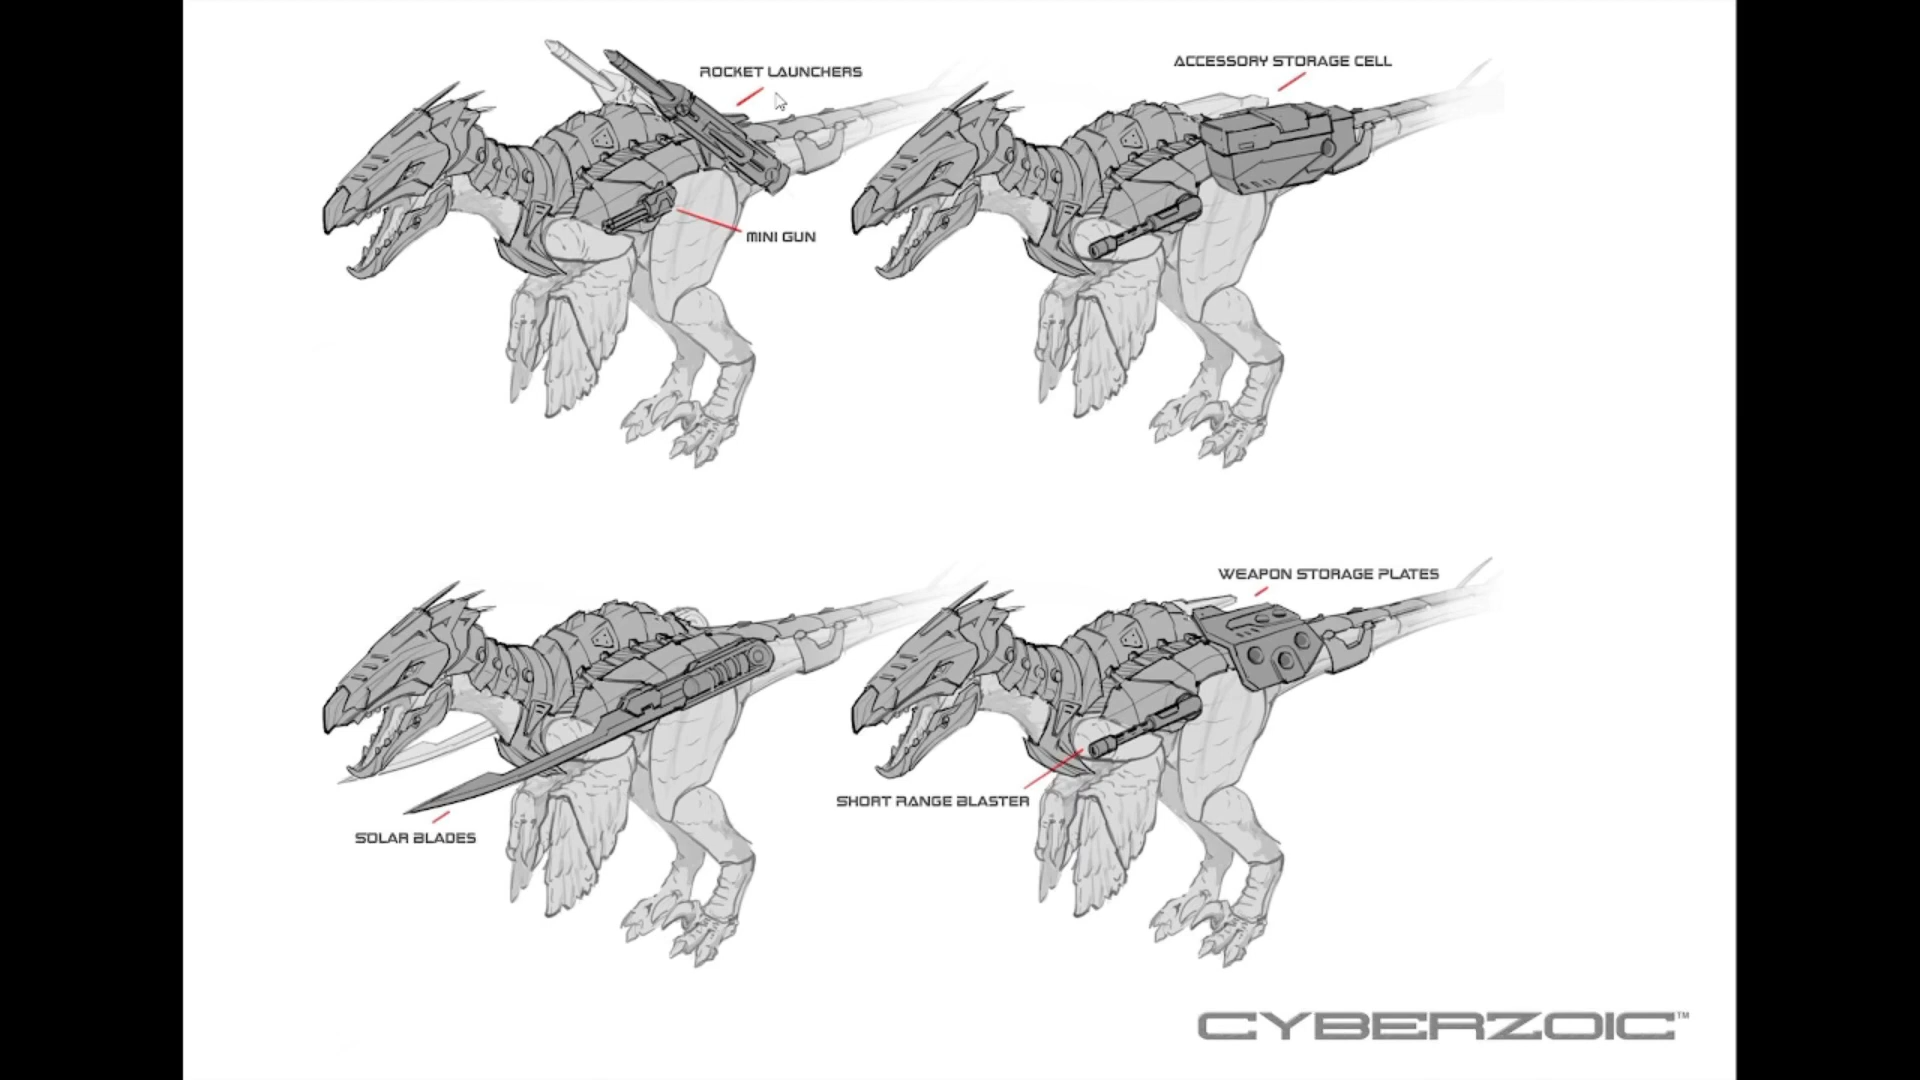 ROCKET LAUNCHERS
ACCESSORY STORAGE CELL
MINI GUN
WEAPON STORAGE PLATES
SHORT RANGE BLASTER
SOLAR BLADES
CYBERZOIC™